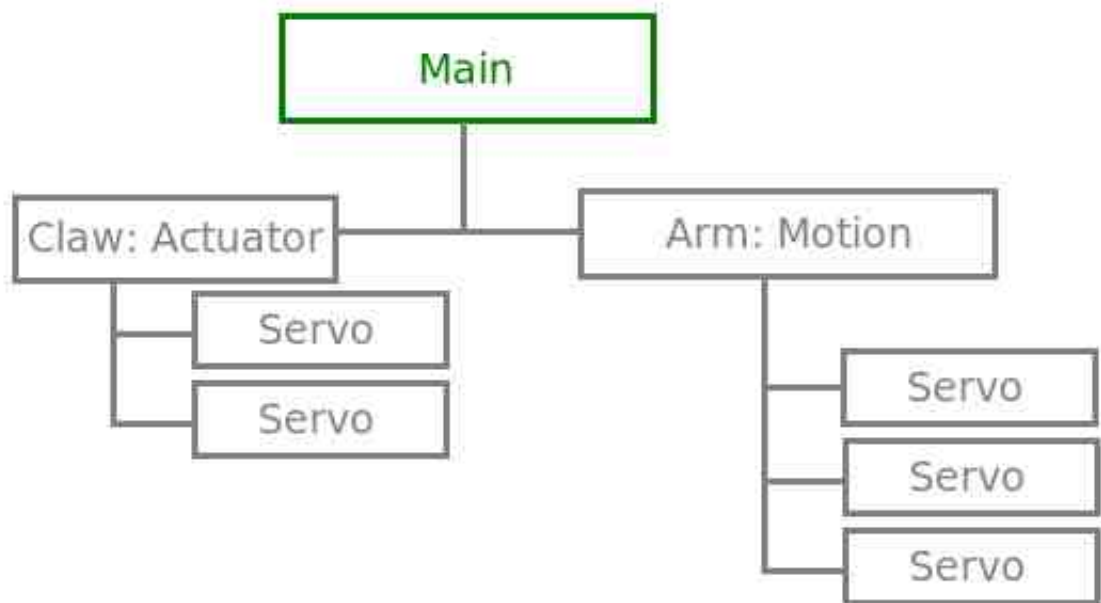 Main
Claw: Actuator
Servo
Servo
Arm: Motion
Servo
Servo
Servo